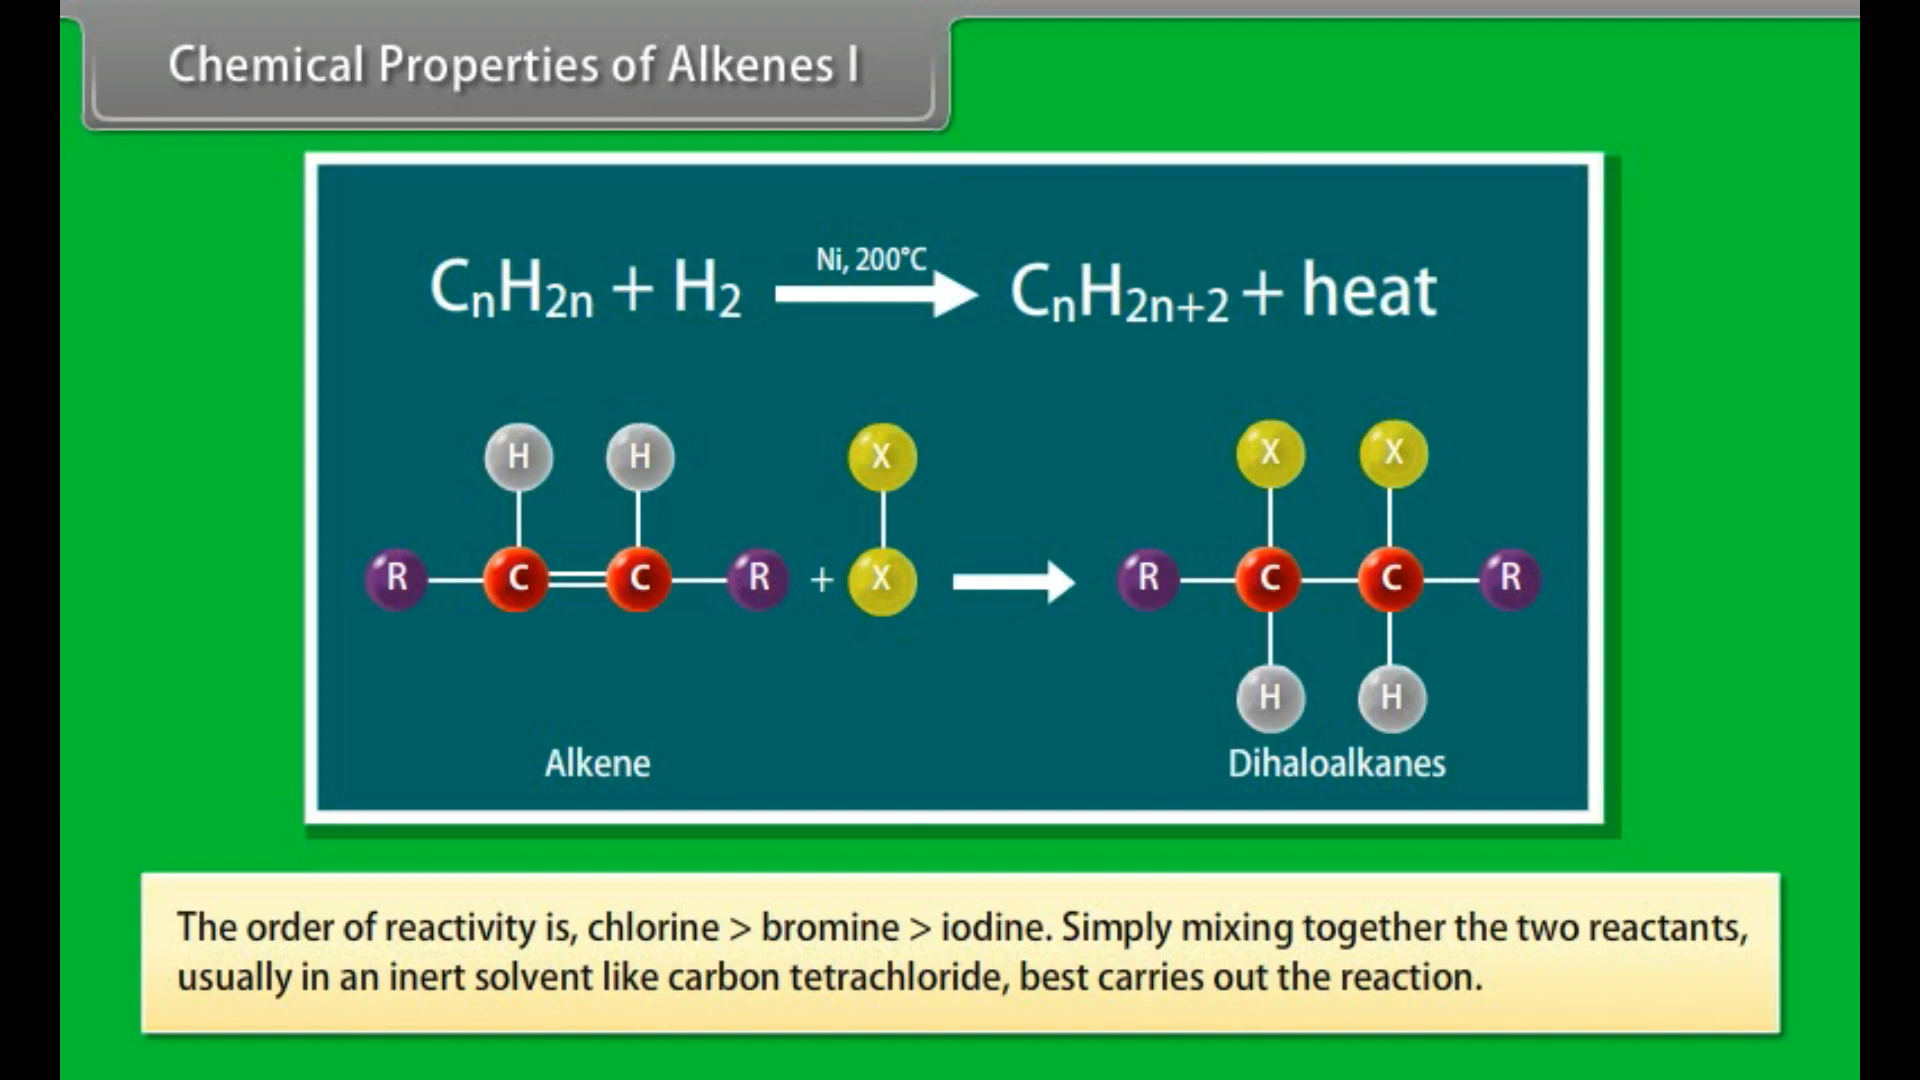 Chemical Properties of Alkenes I
Ni, 200°C
CₙH₂ₙ + H₂ → CₙH₂ₙ₊₂ + heat
H H X X X
R C C R + X R C C R
H H
Alkene Dihaloalkanes
The order of reactivity is, chlorine > bromine > iodine. Simply mixing together the two reactants,
usually in an inert solvent like carbon tetrachloride, best carries out the reaction.